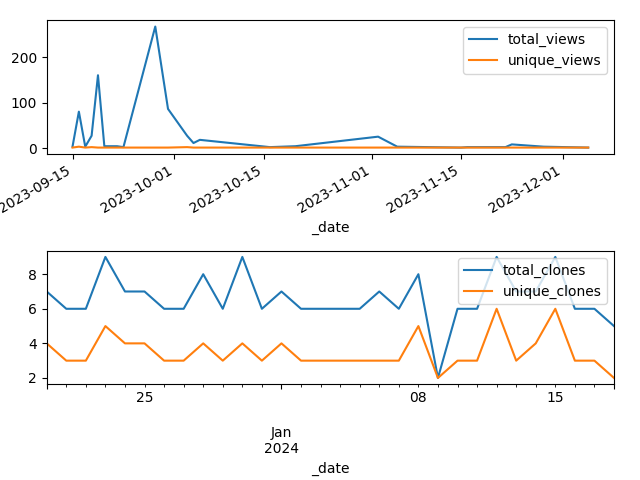 total_views
unique_views
200
100
0
2023-09-15
2023-10-01
2023-10-15
2023-11-01
2023-11-15
2023-12-01
_date
total_clones
unique_clones
8
6
4
2
25
08
15
Jan
2024
_date